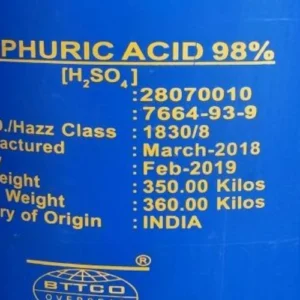 PHURIC ACID 98%
[H₂SO₄]
:28070010
:7664-93-9
./Hazz Class : 1830/8
factured : March-2018
: Feb-2019
eight : 350.00 Kilos
Weight : 360.00 Kilos
ry of Origin : INDIA
®
BTTCO
OVERSE